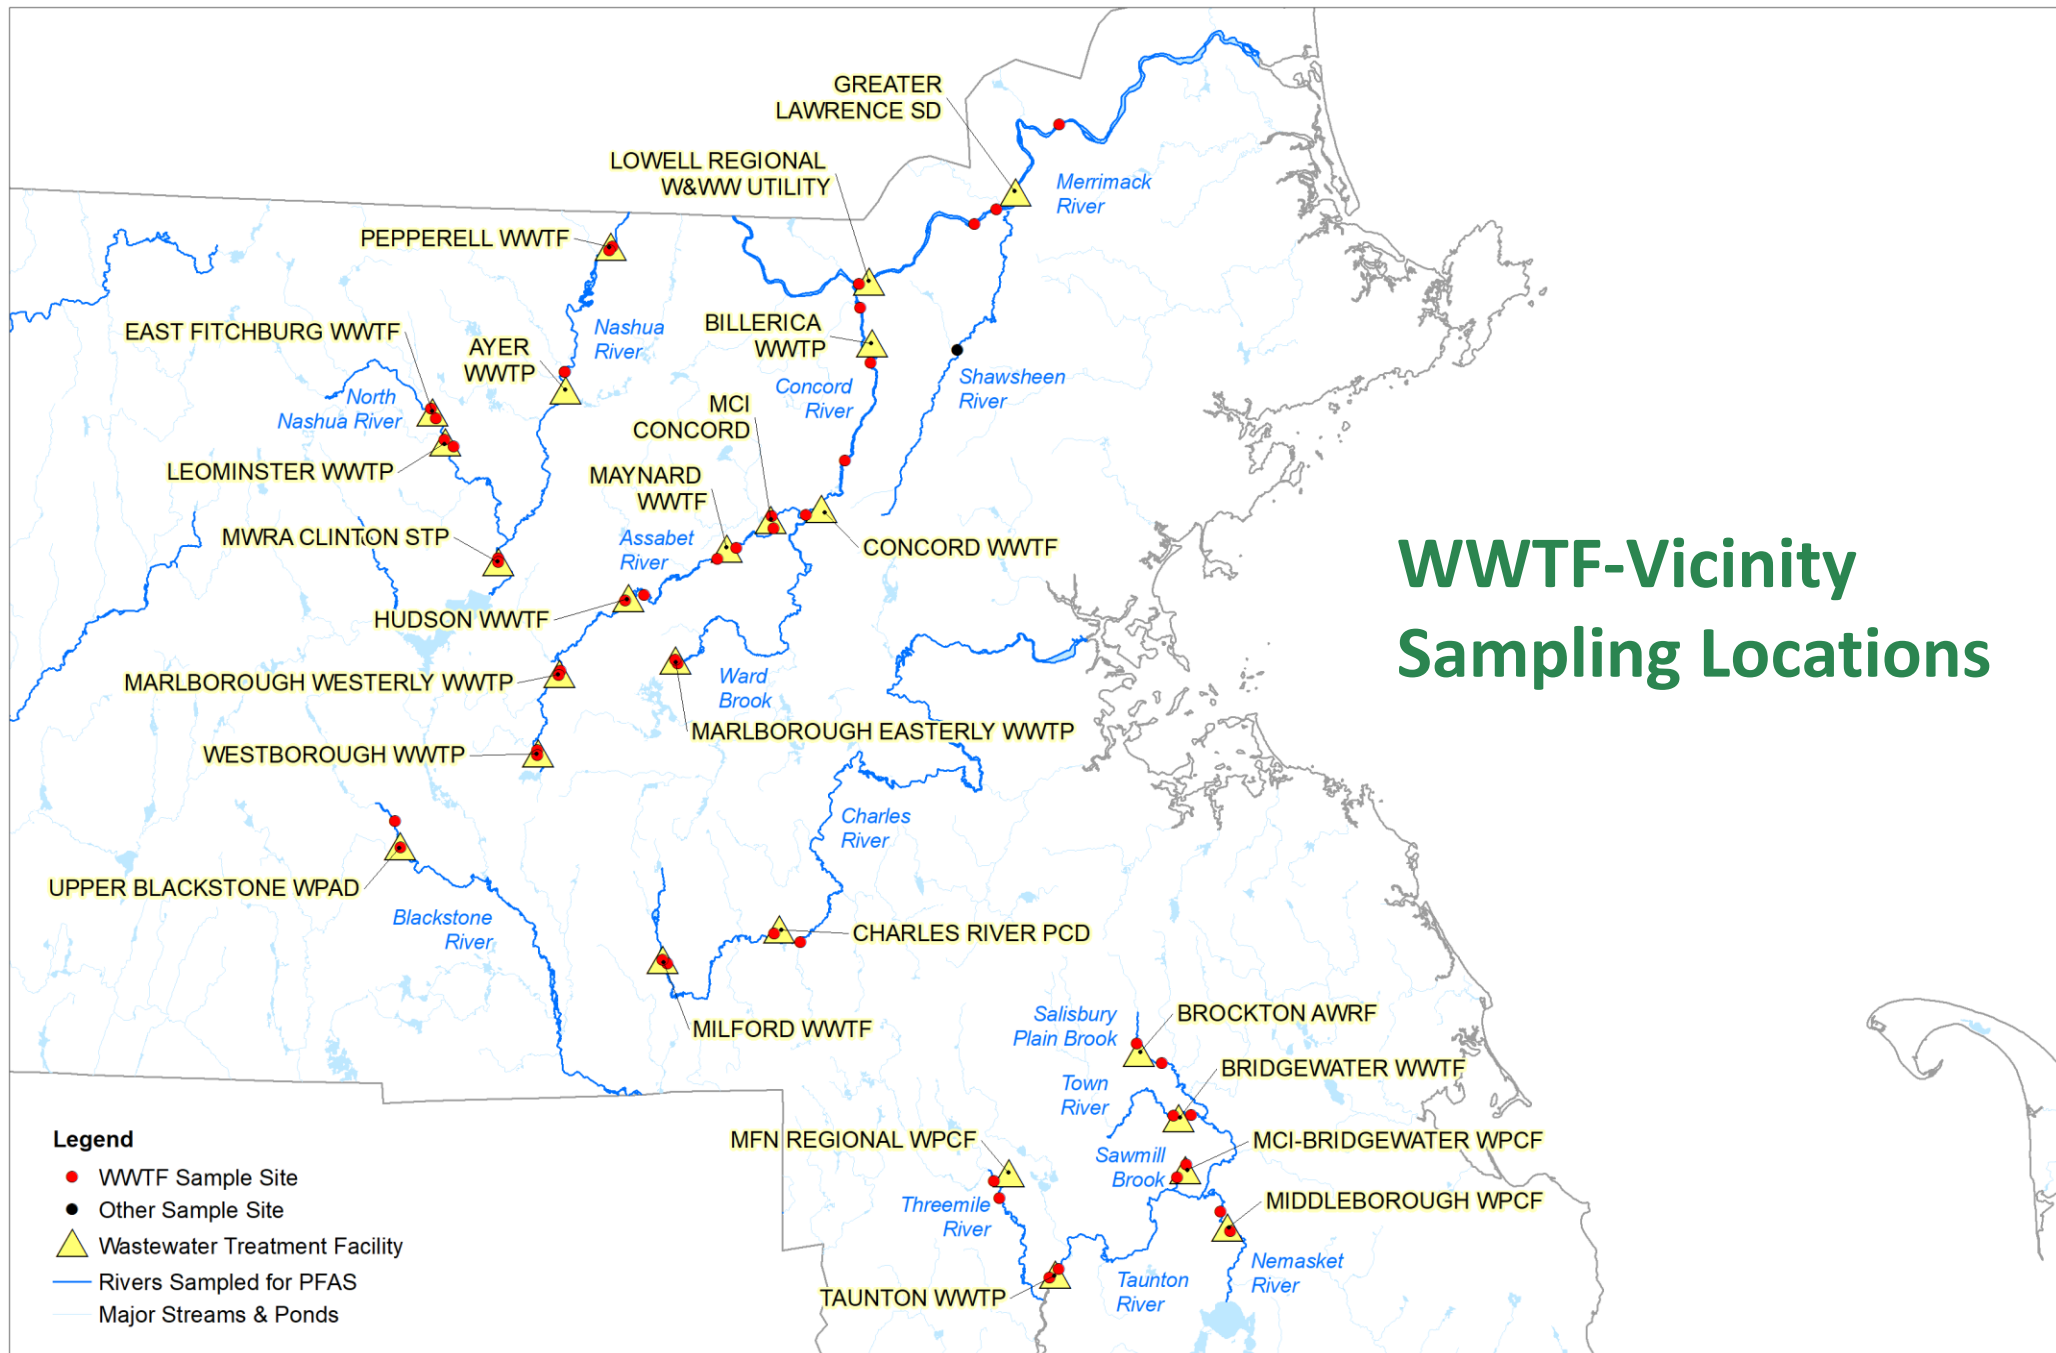 GREATER
LAWRENCE SD
LOWELL REGIONAL
W&WW UTILITY
Merrimack
River
PEPPERELL WWTF
EAST FITCHBURG WWTF
AYER
WWTP
Nashua
River
BILLERICA
WWTP
Concord
River
Shawsheen
River
North
Nashua River
MCI
CONCORD
LEOMINSTER WWTP
MAYNARD
WWTF
MWRA CLINTON STP
Assabet
River
CONCORD WWTF
WWTF-Vicinity
Sampling Locations
HUDSON WWTF
MARLBOROUGH WESTERLY WWTP
Ward
Brook
MARLBOROUGH EASTERLY WWTP
WESTBOROUGH WWTP
Charles
River
UPPER BLACKSTONE WPAD
Blackstone
River
CHARLES RIVER PCD
MILFORD WWTF
Salisbury
Plain Brook
BROCKTON AWRF
BRIDGEWATER WWTF
Town
River
MFN REGIONAL WPCF
MCI-BRIDGEWATER WPCF
Sawmill
Brook
MIDDLEBOROUGH WPCF
Threemile
River
Nemasket
River
Taunton
River
TAUNTON WWTP
Legend
WWTF Sample Site
Other Sample Site
Wastewater Treatment Facility
Rivers Sampled for PFAS
Major Streams & Ponds